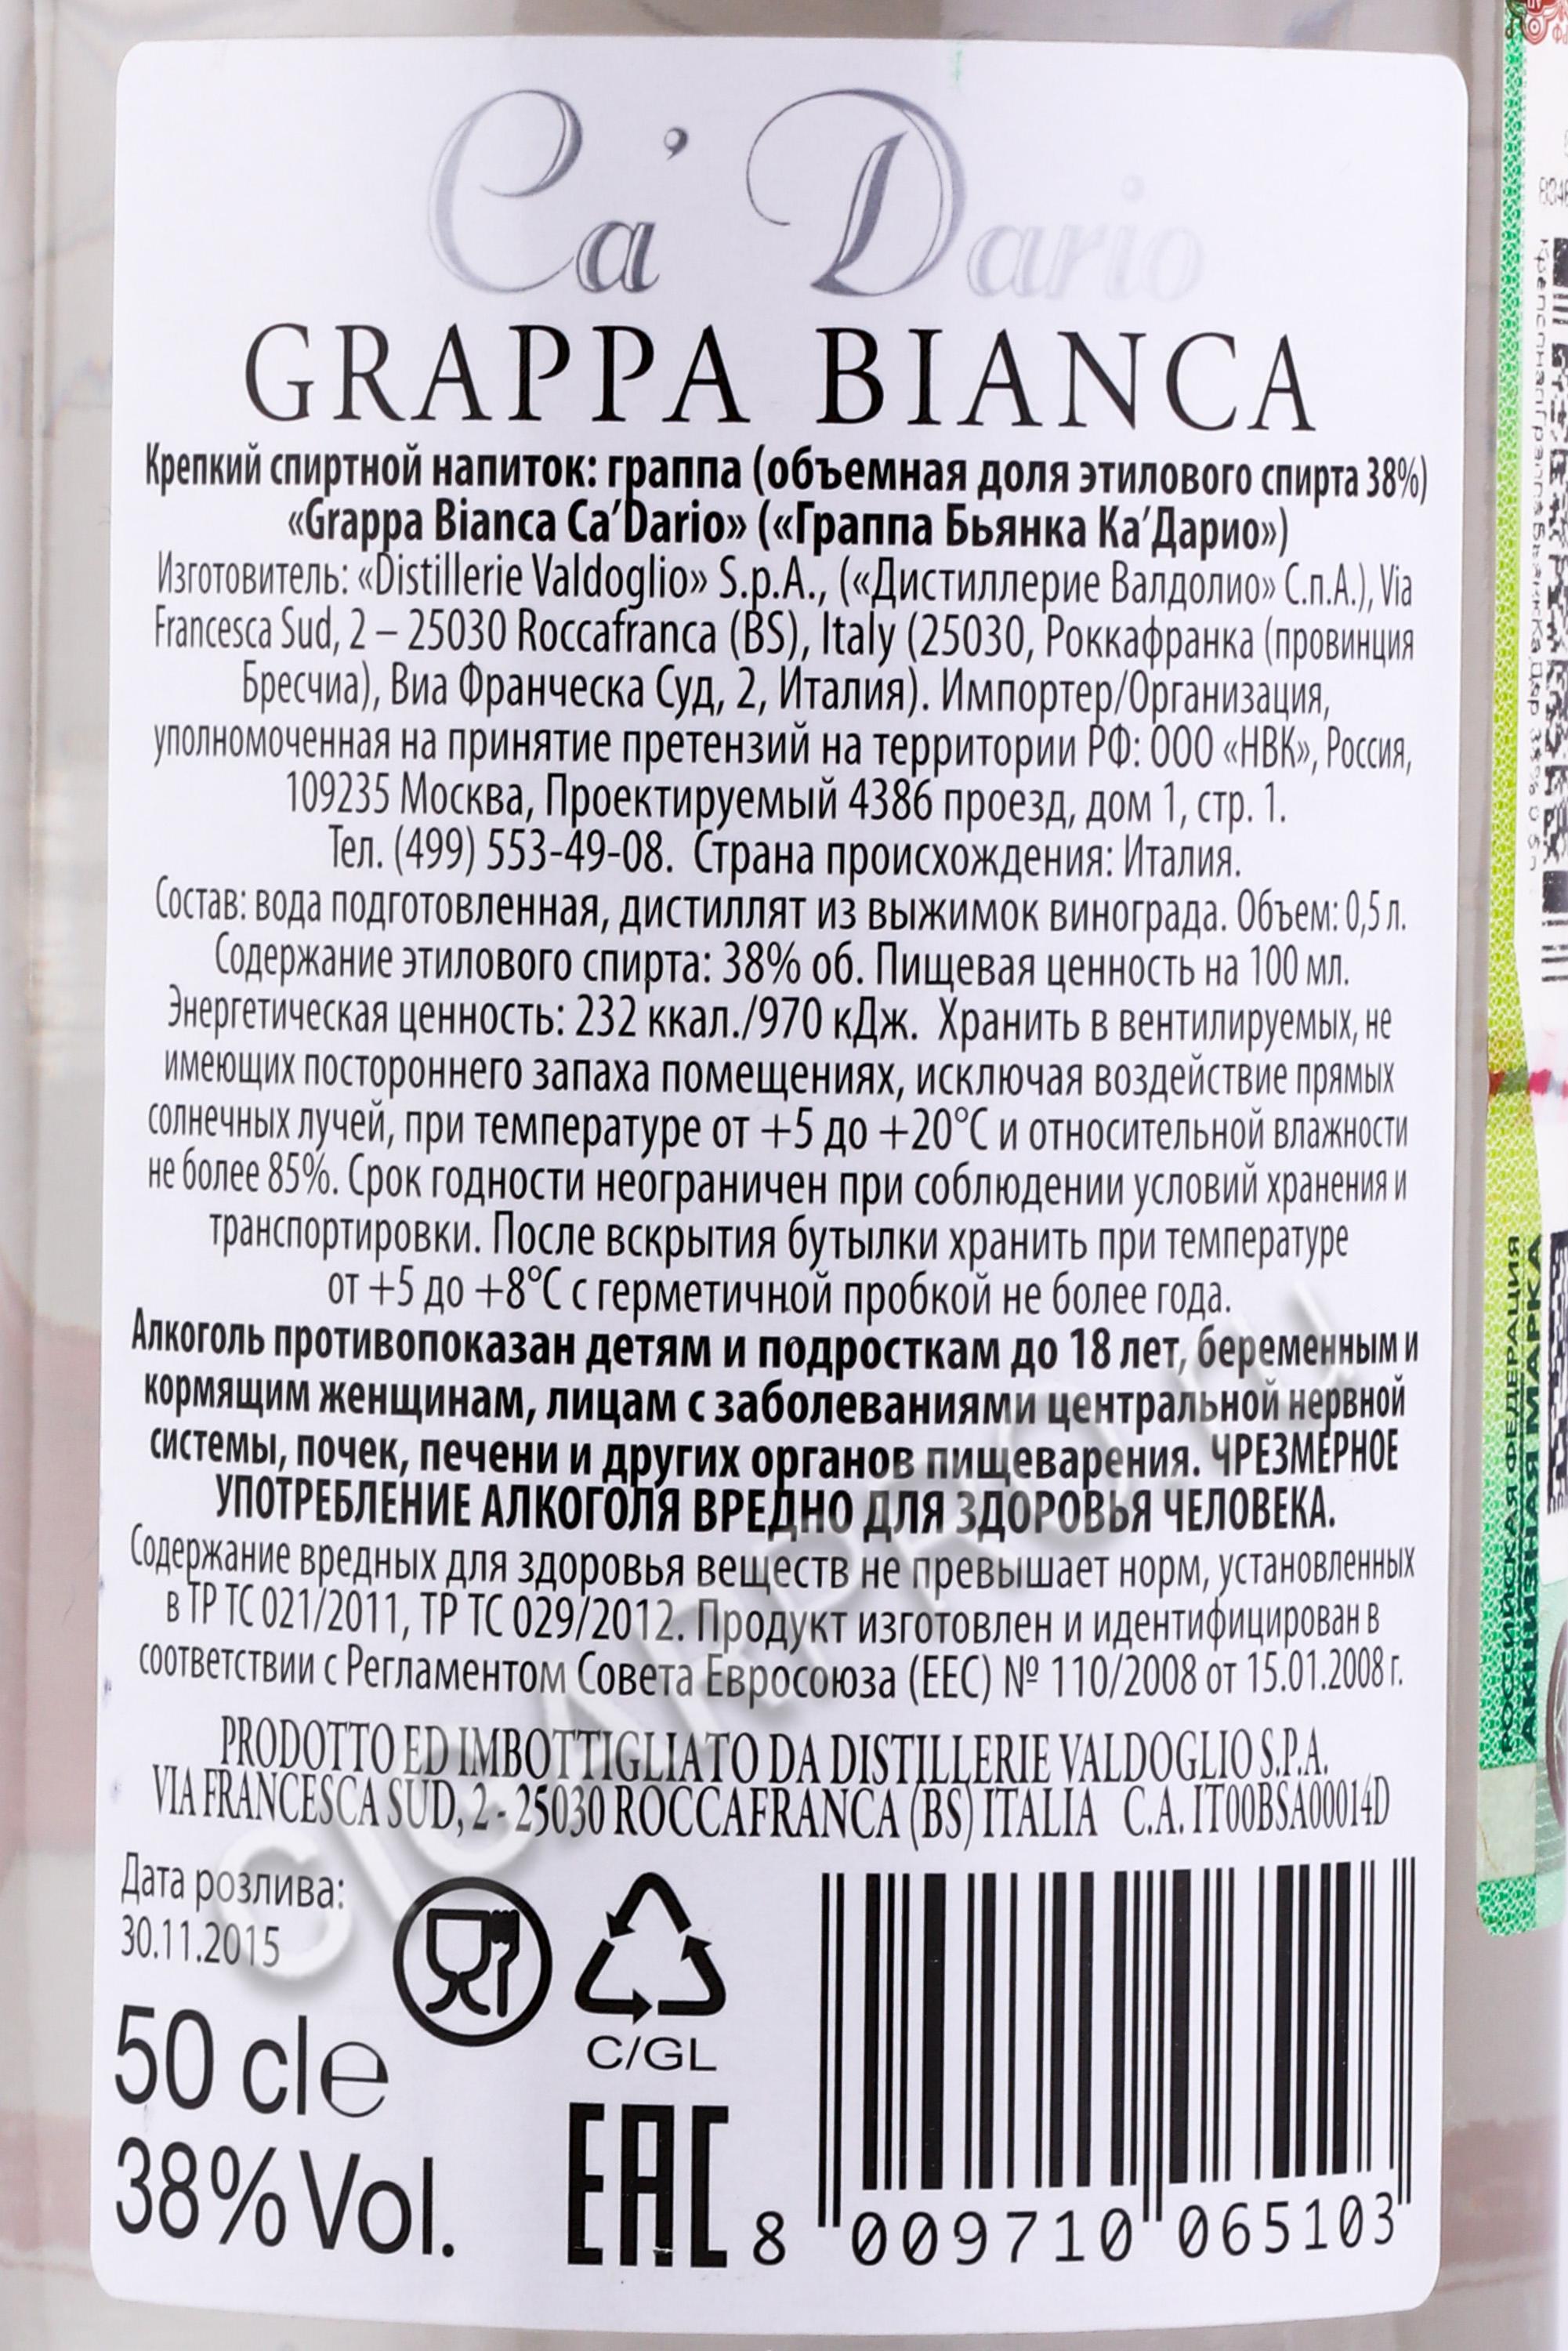 Ca' Dario
GRAPPA BIANCA
Крепкий спиртной напиток: граппа (объемная доля этилового спирта 38%)
«Grappa Bianca Ca'Dario» («Граппа Бьянка Ка'Дарио»)
Изготовитель: «Distillerie Valdoglio» S.p.A., («Дистиллерие Валдолио» С.п.А.), Via
Francesca Sud, 2 – 25030 Roccafranca (BS), Italy (25030, Роккафранка (провинция
Бресчиа), Виа Франческа Суд, 2, Италия). Импортер/Организация,
уполномоченная на принятие претензий на территории РФ: ООО «НВК», Россия,
109235 Москва, Проектируемый 4386 проезд, дом 1, стр. 1.
Тел. (499) 553-49-08. Страна происхождения: Италия.
Состав: вода подготовленная, дистиллят из выжимок винограда. Объем: 0,5 л.
Содержание этилового спирта: 38% об. Пищевая ценность на 100 мл.
Энергетическая ценность: 232 ккал./970 кДж. Хранить в вентилируемых, не
имеющих постороннего запаха помещениях, исключая воздействие прямых
солнечных лучей, при температуре от +5 до +20°С и относительной влажности
не более 85%. Срок годности неограничен при соблюдении условий хранения и
транспортировки. После вскрытия бутылки хранить при температуре
от +5 до +8°С с герметичной пробкой не более года.
Алкоголь противопоказан детям и подросткам до 18 лет, беременным и
кормящим женщинам, лицам с заболеваниями центральной нервной
системы, почек, печени и других органов пищеварения. ЧРЕЗМЕРНОЕ
УПОТРЕБЛЕНИЕ АЛКОГОЛЯ ВРЕДНО ДЛЯ ЗДОРОВЬЯ ЧЕЛОВЕКА.
Содержание вредных для здоровья веществ не превышает норм, установленных
в ТР ТС 021/2011, ТР ТС 029/2012. Продукт изготовлен и идентифицирован в
соответствии с Регламентом Совета Евросоюза (ЕЕС) № 110/2008 от 15.01.2008 г.
PRODOTTO ED IMBOTTIGLIATO DA DISTILLERIE VALDOGLIO S.P.A.
VIA FRANCESCA SUD, 2 - 25030 ROCCAFRANCA (BS) ITALIA C.A. IT00BSA00014D
Дата розлива:
30.11.2015
50 cl e
38% Vol.
C/GL
EAC
8 009710 065103
CIGARPRO.ru
РОССИЙСКАЯ ФЕДЕРАЦИЯ
АКЦИЗНАЯ МАРКА